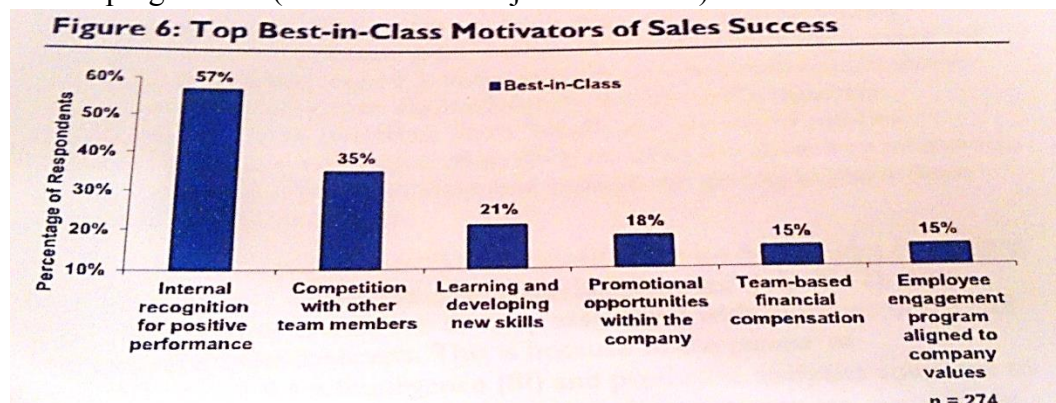 Figure 6: Top Best-in-Class Motivators of Sales Success
Best-in-Class
Percentage of Respondents
60%
50%
40%
30%
20%
10%
57%
35%
21%
18%
15%
15%
Internal
recognition
for positive
performance
Competition
with other
team members
Learning and
developing
new skills
Promotional
opportunities
within the
company
Team-based
financial
compensation
Employee
engagement
program
aligned to
company
values
n = 274